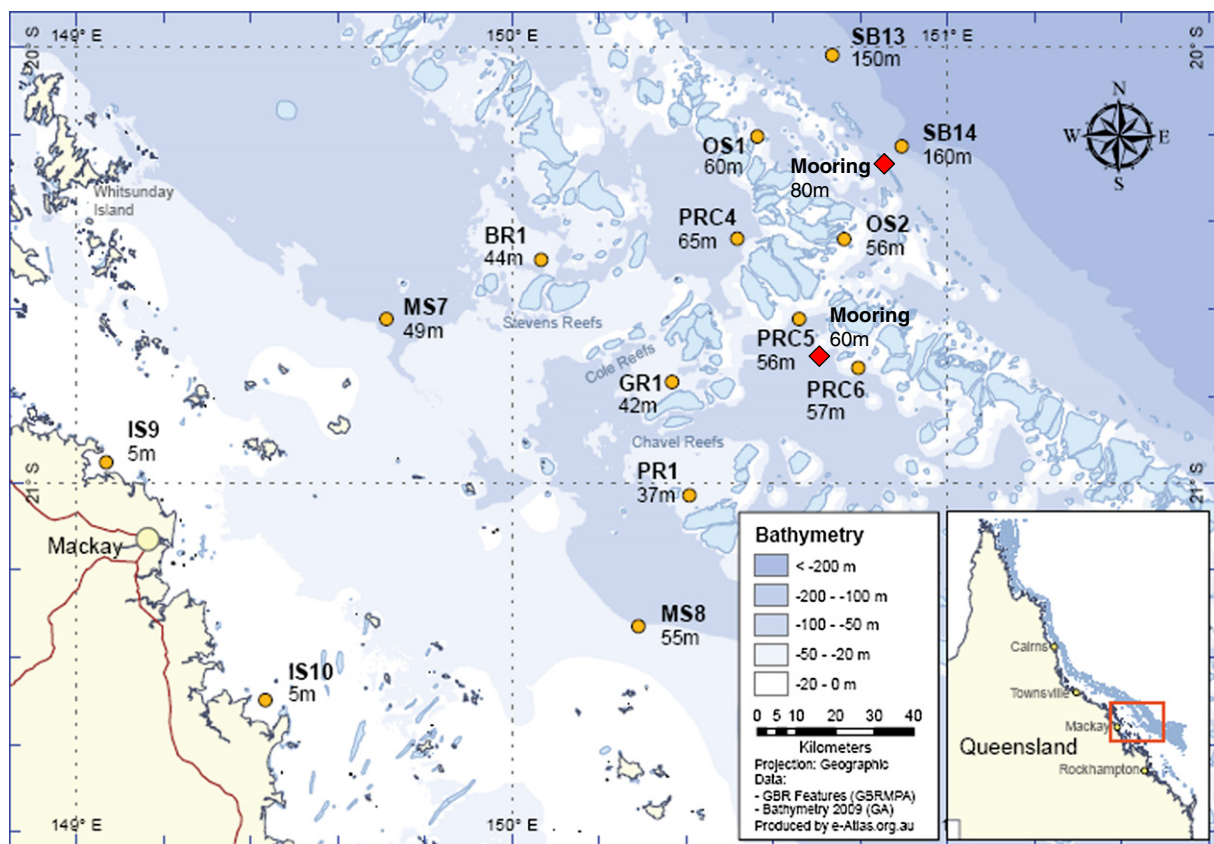 149° E
150° E
151° E
20° S
20° S
SB13
150m
N
W
E
S
SB14
160m
OS1
60m
Mooring
80m
Whitsunday
Island
PRC4
65m
OS2
56m
BR1
44m
MS7
49m
Stevens Reefs
Mooring
60m
PRC5
56m
Cole Reefs
GR1
42m
PRC6
57m
IS9
5m
Chavel Reefs
PR1
37m
21° S
21° S
Mackay
Bathymetry
< -200 m
-200 - -100 m
-100 - -50 m
-50 - -20 m
-20 - 0 m
0 5 10 20 30 40
Kilometers
Projection: Geographic
Data:
- GBR Features (GBRMPA)
- Bathymetry 2009 (GA)
Produced by e-Atlas.org.au
MS8
55m
IS10
5m
Cairns
Townsville
Mackay
Queensland
Rockhampton
149° E
150° E